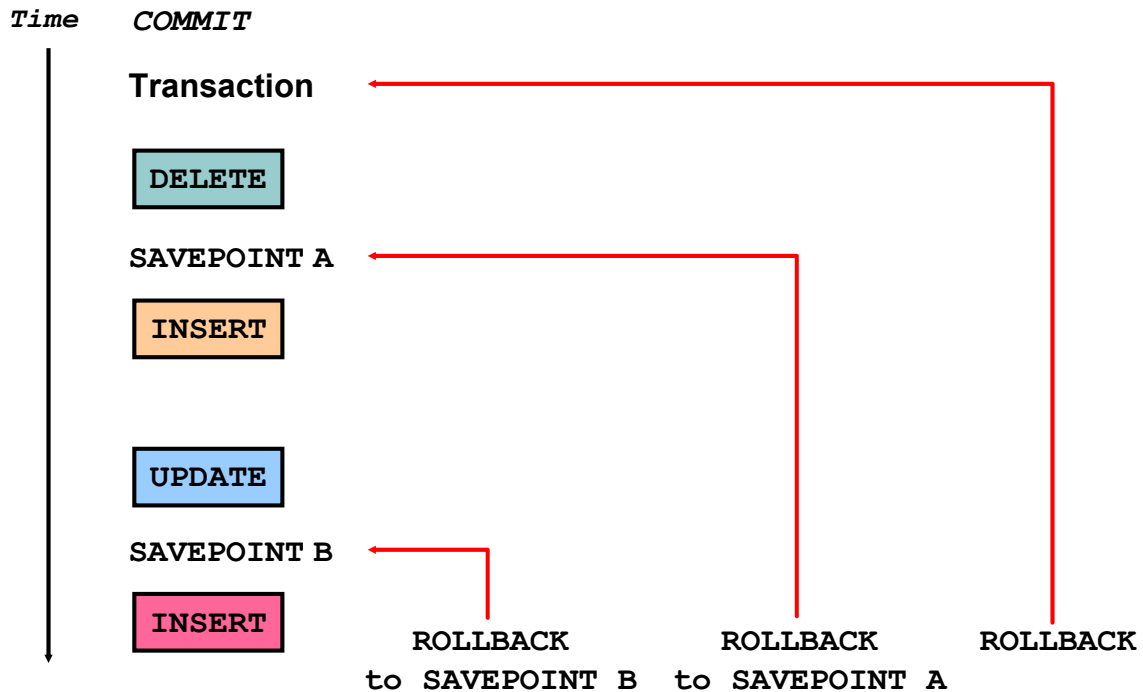 Time COMMIT
Transaction
DELETE
SAVEPOINT A
INSERT
UPDATE
SAVEPOINT B
INSERT
ROLLBACK
to SAVEPOINT B
ROLLBACK
to SAVEPOINT A
ROLLBACK